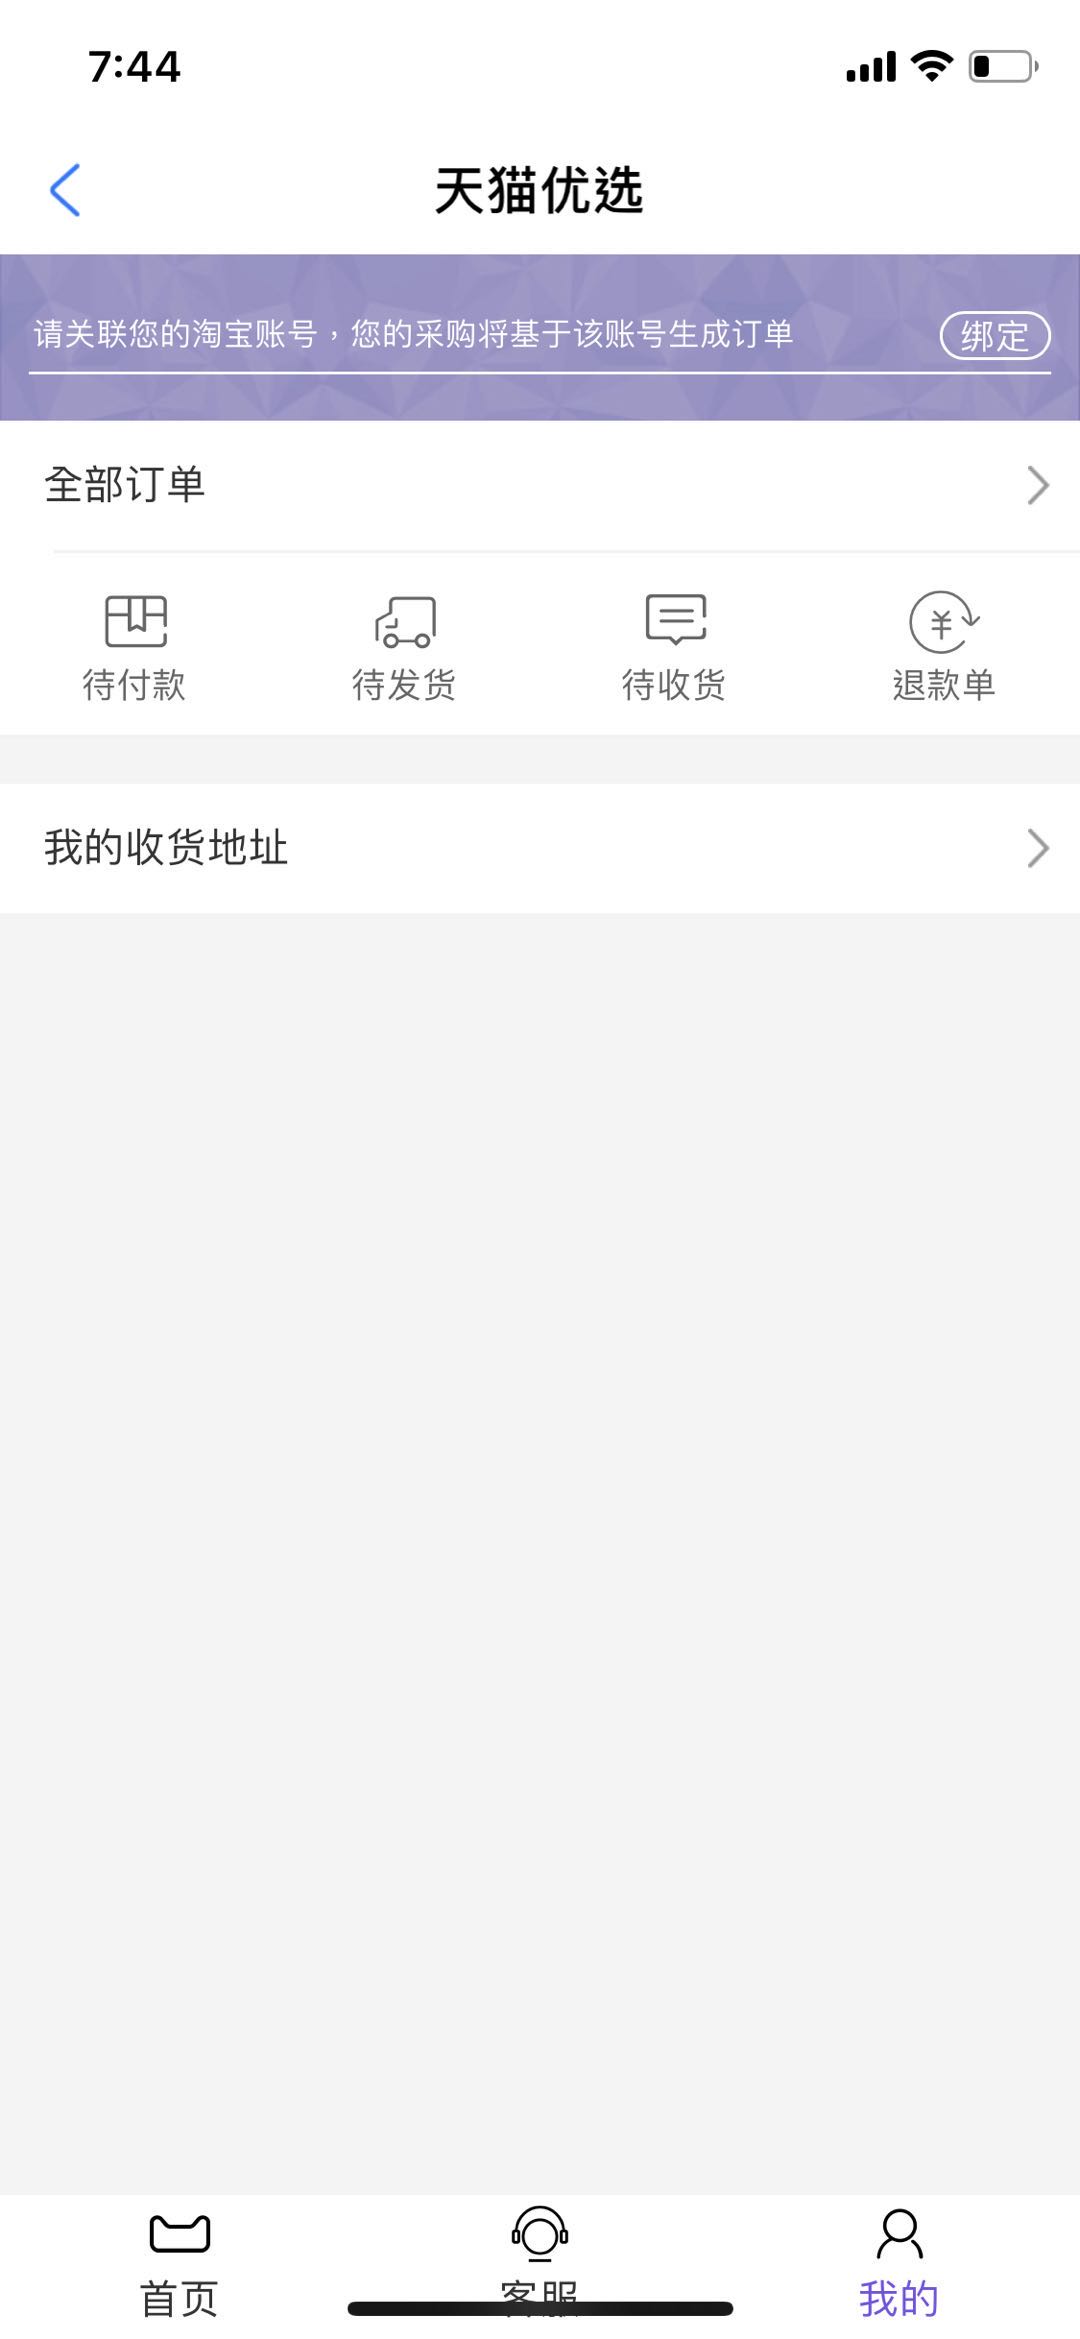 7:44
天猫优选
请关联您的淘宝账号，您的采购将基于该账号生成订单
绑定
全部订单
待付款 待发货 待收货 退款单
我的收货地址
首页 客服 我的